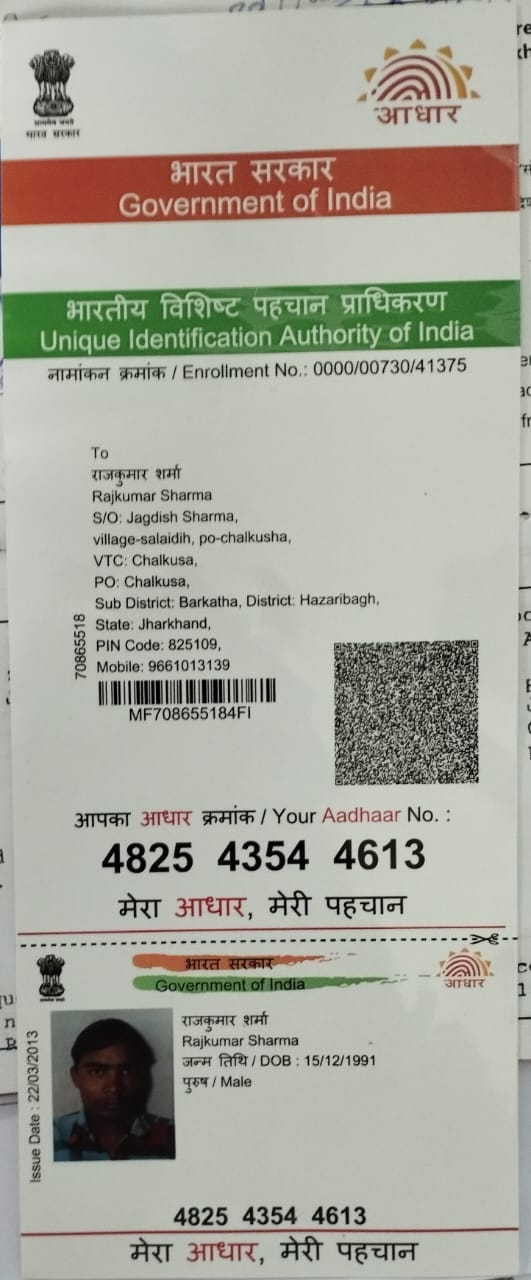 सत्यमेव जयते
भारत सरकार
आधार
भारत सरकार
Government of India
भारतीय विशिष्ट पहचान प्राधिकरण
Unique Identification Authority of India
नामांकन क्रमांक / Enrollment No.: 0000/00730/41375
To
राजकुमार शर्मा
Rajkumar Sharma
S/O: Jagdish Sharma,
village-salaidih, po-chalkusha,
VTC: Chalkusa,
PO: Chalkusa,
Sub District: Barkatha, District: Hazaribagh,
State: Jharkhand,
PIN Code: 825109,
Mobile: 9661013139
70865518
MF708655184FI
आपका आधार क्रमांक / Your Aadhaar No. :
4825 4354 4613
मेरा आधार, मेरी पहचान
भारत सरकार
Government of India
आधार
राजकुमार शर्मा
Rajkumar Sharma
जन्म तिथि / DOB : 15/12/1991
पुरुष / Male
Issue Date : 22/03/2013
4825 4354 4613
मेरा आधार, मेरी पहचान